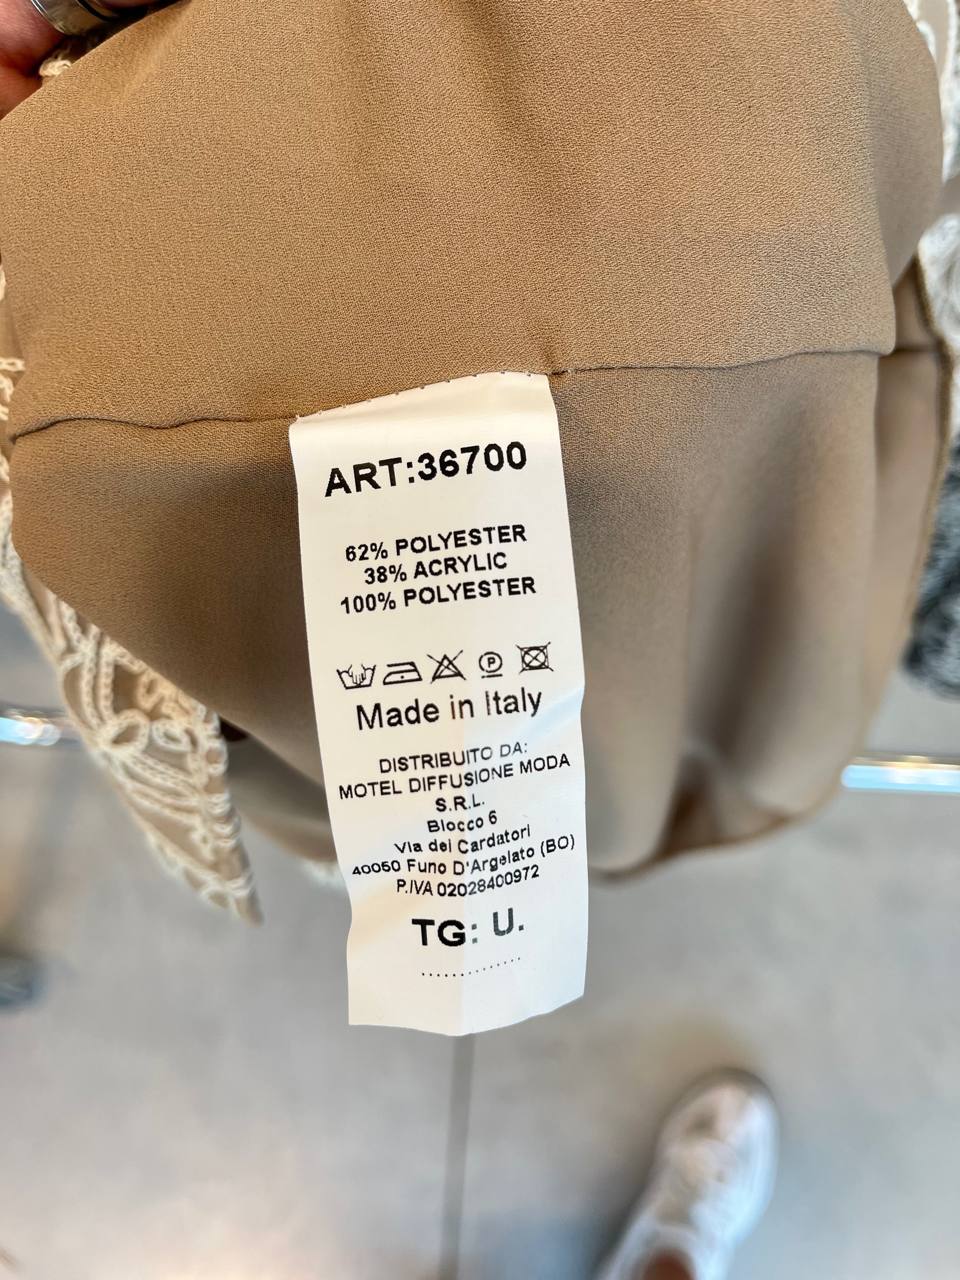 ART:36700
62% POLYESTER
38% ACRYLIC
100% POLYESTER
P
Made in Italy
DISTRIBUITO DA:
MOTEL DIFFUSIONE MODA
S.R.L.
Blocco 6
Via dei Cardatori
40050 Funo D'Argelato (BO)
P.IVA 02028400972
TG: U.
..............